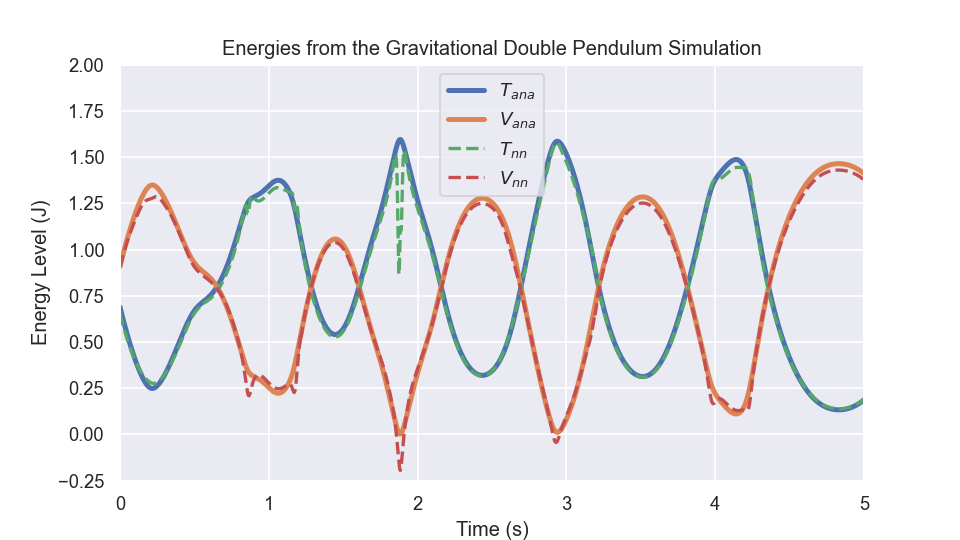 Energies from the Gravitational Double Pendulum Simulation
2.00
1.75
1.50
1.25
1.00
0.75
0.50
0.25
0.00
−0.25
Energy Level (J)
T_ana
V_ana
T_nn
V_nn
0 1 2 3 4 5
Time (s)